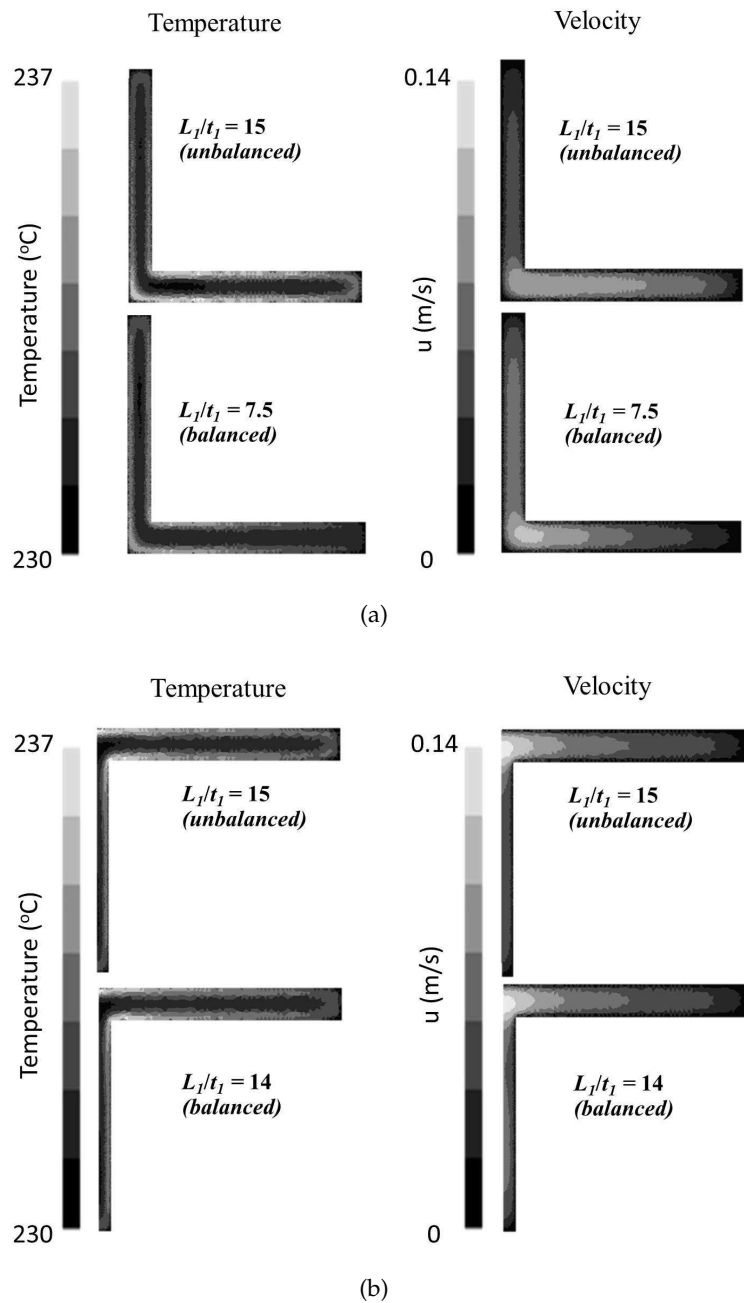 Temperature
Velocity
237
Temperature (ºC)
230
L1/t1 = 15
(unbalanced)
L1/t1 = 7.5
(balanced)
0.14
u (m/s)
0
L1/t1 = 15
(unbalanced)
L1/t1 = 7.5
(balanced)
(a)
Temperature
Velocity
237
Temperature (ºC)
230
L1/t1 = 15
(unbalanced)
L1/t1 = 14
(balanced)
0.14
u (m/s)
0
L1/t1 = 15
(unbalanced)
L1/t1 = 14
(balanced)
(b)